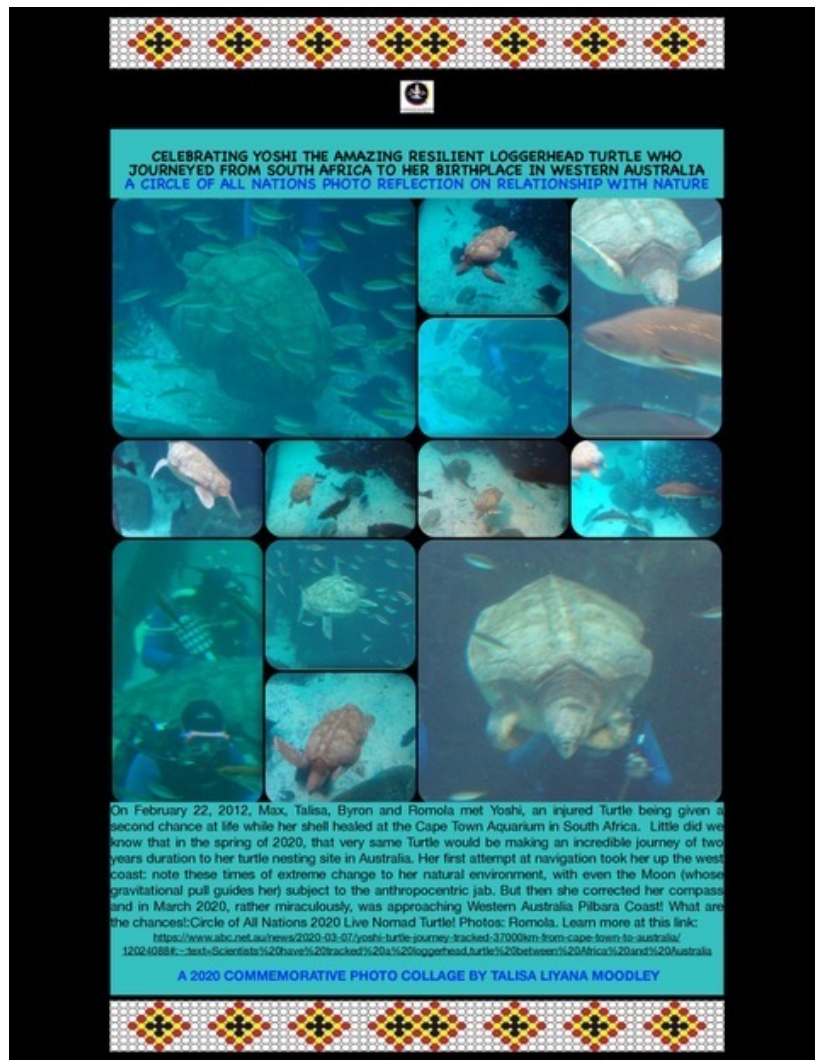 CELEBRATING YOSHI THE AMAZING RESILIENT LOGGERHEAD TURTLE WHO
JOURNEYED FROM SOUTH AFRICA TO HER BIRTHPLACE IN WESTERN AUSTRALIA
A CIRCLE OF ALL NATIONS PHOTO REFLECTION ON RELATIONSHIP WITH NATURE
On February 22, 2012, Max, Talisa, Byron and Romola met Yoshi, an injured Turtle being given a
second chance at life while her shell healed at the Cape Town Aquarium in South Africa. Little did we
know that in the spring of 2020, that very same Turtle would be making an incredible journey of two
years duration to her turtle nesting site in Australia. Her first attempt at navigation took her up the west
coast: note these times of extreme change to her natural environment, with even the Moon (whose
gravitational pull guides her) subject to the anthropocentric jab. But then she corrected her compass
and in March 2020, rather miraculously, was approaching Western Australia Pilbara Coast! What are
the chances!:Circle of All Nations 2020 Live Nomad Turtle! Photos: Romola. Learn more at this link:
https://www.abc.net.au/news/2020-03-07/yoshi-turtle-journey-tracked-37000km-from-cape-town-to-australia/
12024088#:~:text=Scientists%20have%20tracked%20a%20loggerhead,turtle%20between%20Africa%20and%20Australia
A 2020 COMMEMORATIVE PHOTO COLLAGE BY TALISA LIYANA MOODLEY